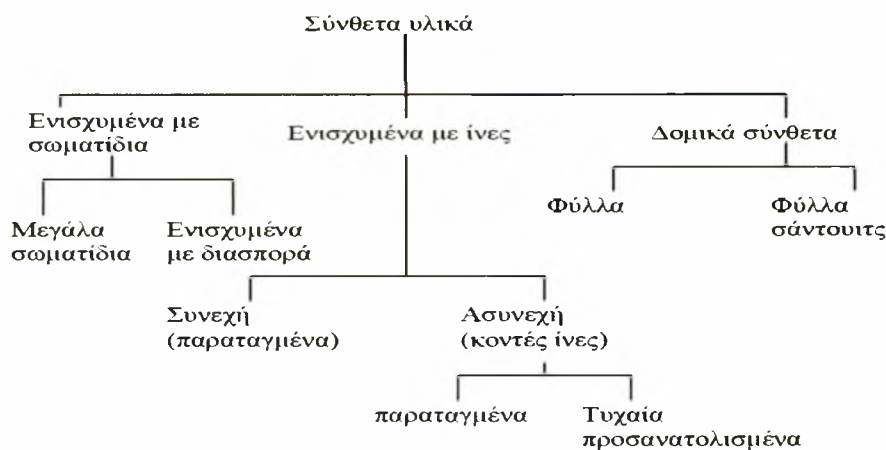 Σύνθετα υλικά
Ενισχυμένα με
σωματίδια
Ενισχυμένα με ίνες
Δομικά σύνθετα
Μεγάλα
σωματίδια
Ενισχυμένα
με διασπορά
Φύλλα
Φύλλα
σάντουιτς
Συνεχή
(παραταγμένα)
Ασυνεχή
(κοντές ίνες)
παραταγμένα
Τυχαία
προσανατολισμένα